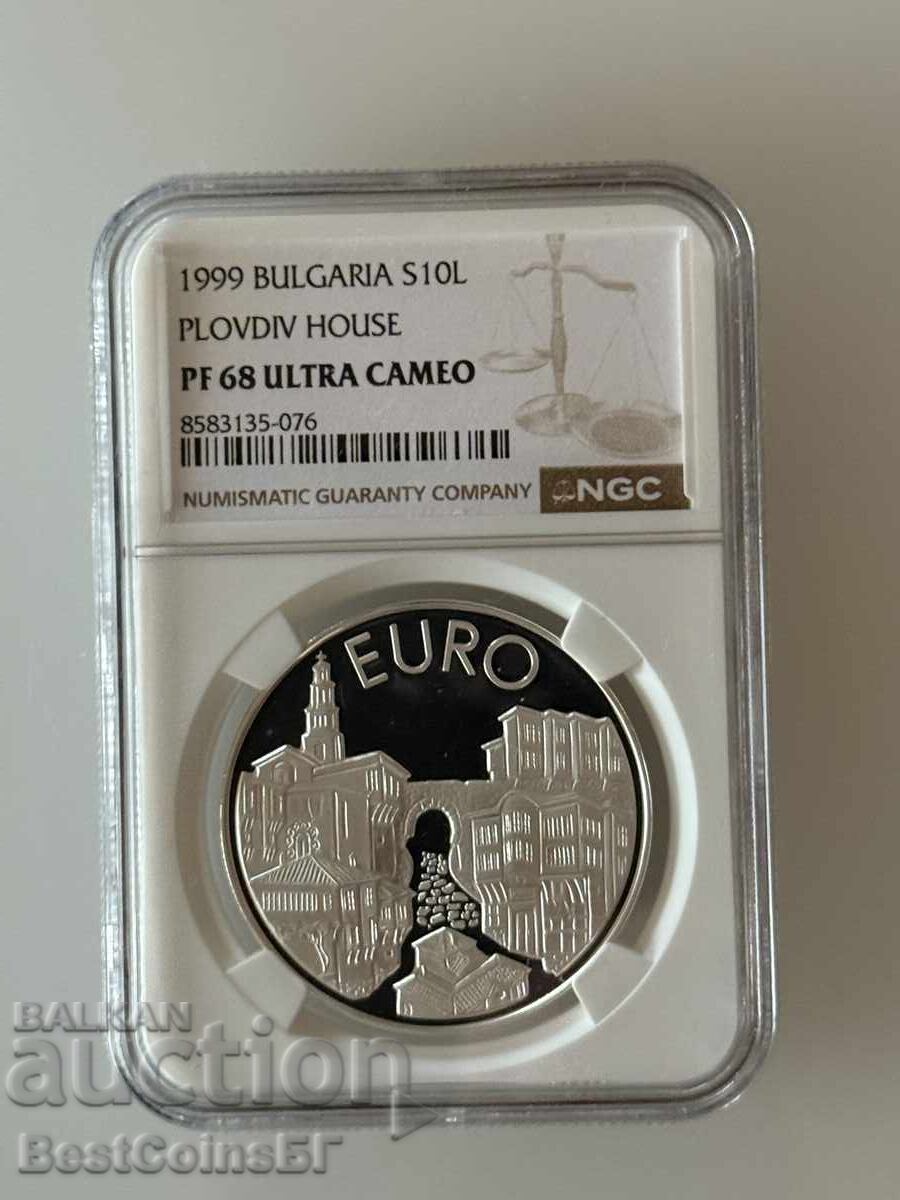 1999 BULGARIA S10L
PLOVDIV HOUSE
PF 68 ULTRA CAMEO
8583135-076
NUMISMATIC GUARANTY COMPANY NGC
EURO
BALKAN
auction
BestCoinsБГ